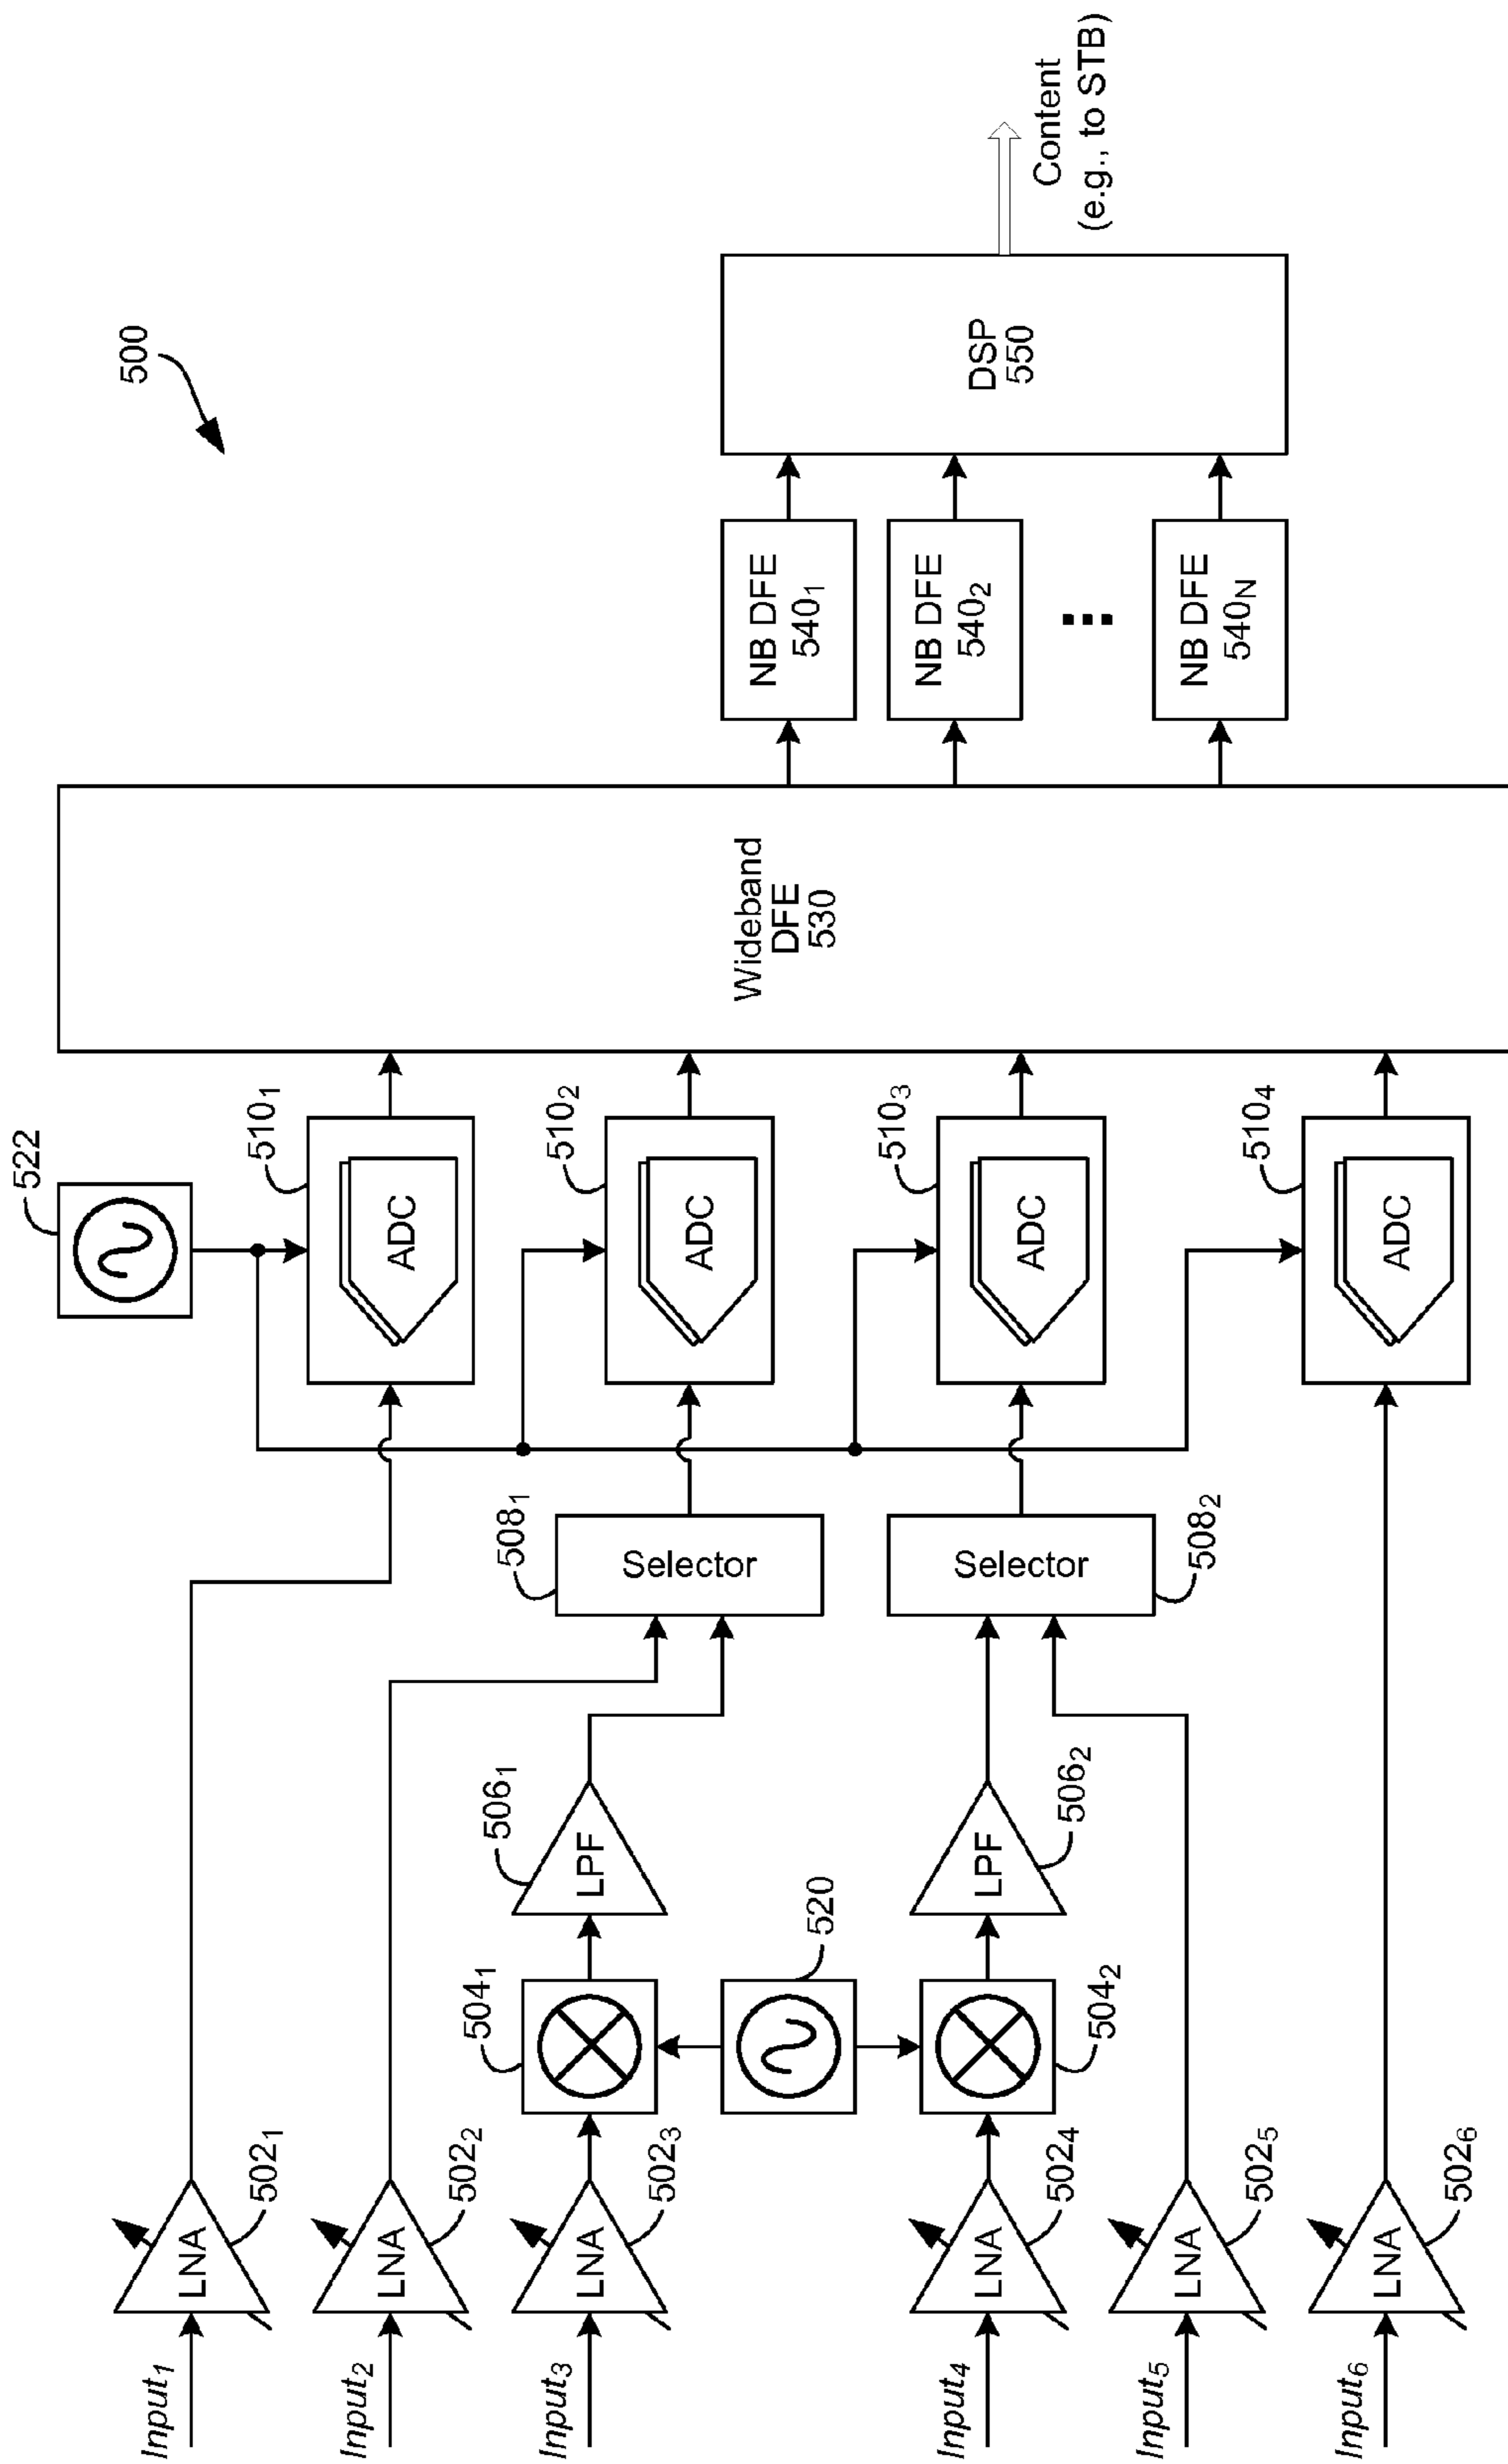 500
522
Input₁
LNA
502₁
510₁
ADC
Input₂
LNA
502₂
508₁
Selector
510₂
ADC
Input₃
LNA
502₃
504₁
LPF
506₁
520
Wideband
DFE
530
NB DFE
540₁
NB DFE
540₂
NB DFE
540N
DSP
550
Content
(e.g., to STB)
Input₄
LNA
502₄
504₂
LPF
506₂
Selector
508₂
510₃
ADC
Input₅
LNA
502₅
Input₆
LNA
502₆
510₄
ADC